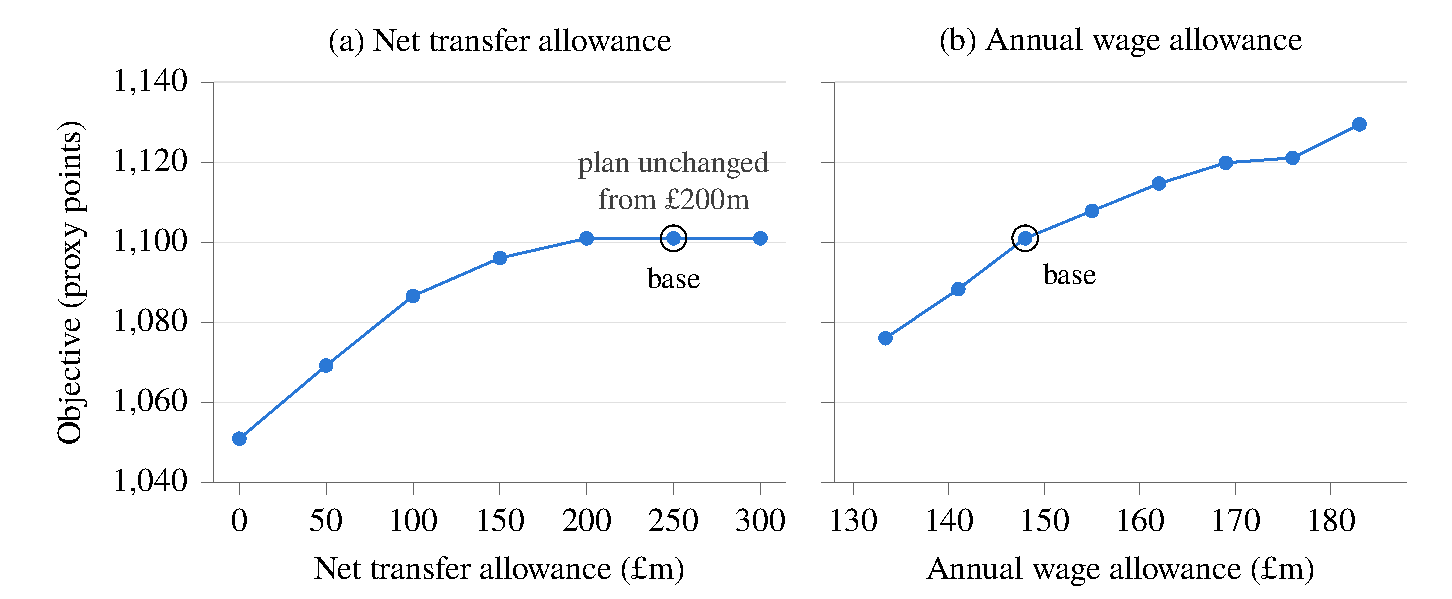 (a) Net transfer allowance
(b) Annual wage allowance
Objective (proxy points)
1,140
1,120
1,100
1,080
1,060
1,040
plan unchanged
from £200m
base
base
0 50 100 150 200 250 300
130 140 150 160 170 180
Net transfer allowance (£m)
Annual wage allowance (£m)